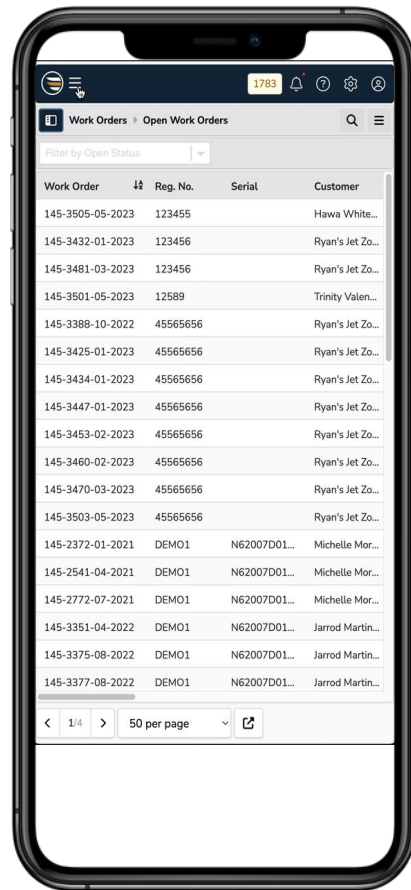 1783
Work Orders Open Work Orders
Filter by Open Status
Work Order Reg. No. Serial Customer
145-3505-05-2023 123455 Hawa White...
145-3432-01-2023 123456 Ryan's Jet Zo...
145-3481-03-2023 123456 Ryan's Jet Zo...
145-3501-05-2023 12589 Trinity Valen...
145-3388-10-2022 45565656 Ryan's Jet Zo...
145-3425-01-2023 45565656 Ryan's Jet Zo...
145-3434-01-2023 45565656 Ryan's Jet Zo...
145-3447-01-2023 45565656 Ryan's Jet Zo...
145-3453-02-2023 45565656 Ryan's Jet Zo...
145-3460-02-2023 45565656 Ryan's Jet Zo...
145-3470-03-2023 45565656 Ryan's Jet Zo...
145-3503-05-2023 45565656 Ryan's Jet Zo...
145-2372-01-2021 DEMO1 N62007D01... Michelle Mor...
145-2541-04-2021 DEMO1 N62007D01... Michelle Mor...
145-2772-07-2021 DEMO1 N62007D01... Michelle Mor...
145-3351-04-2022 DEMO1 N62007D01... Jarrod Martin...
145-3375-08-2022 DEMO1 N62007D01... Jarrod Martin...
145-3377-08-2022 DEMO1 N62007D01... Jarrod Martin...
1/4 50 per page